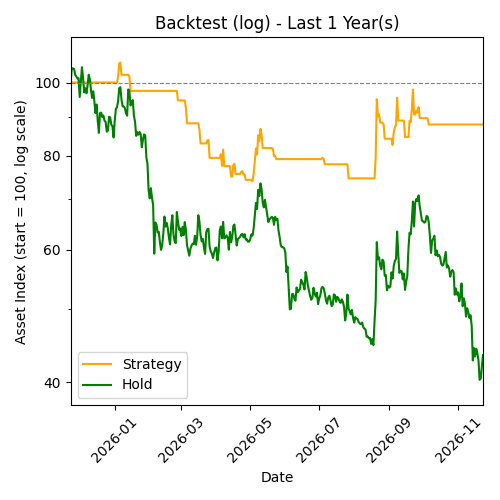 Backtest (log) - Last 1 Year(s)
Asset Index (start = 100, log scale)
100
80
60
40
Strategy
Hold
2026-01
2026-03
2026-05
2026-07
2026-09
2026-11
Date